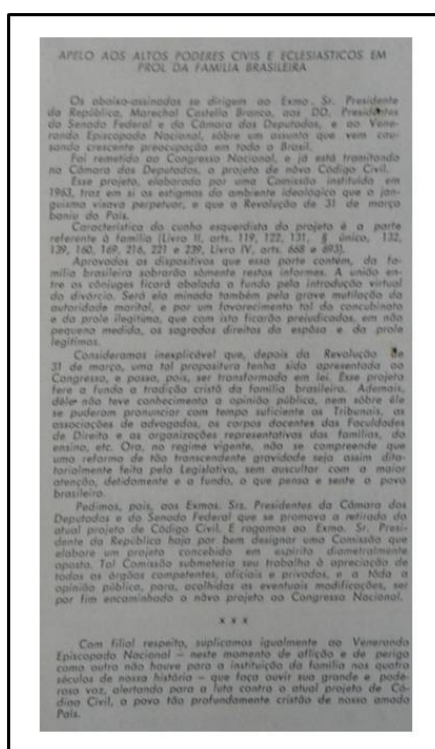 APELO AOS ALTOS PODERES CIVIS E ECLESIASTICOS EM
PROL DA FAMILIA BRASILEIRA
Os abaixo-assinados se dirigem ao Exmo. Sr. Presidente
da República, Marechal Castello Branco, aos DD. Presidentes
do Senado Federal e da Câmara dos Deputados, e ao Vene-
rando Episcopado Nacional, sôbre um assunto que vem cau-
sando crescente preocupação em todo o Brasil.
Foi remetido ao Congresso Nacional, e já está tramitando
na Câmara dos Deputados, o projeto de nôvo Código Civil.
Esse projeto, elaborado por uma Comissão instituída em
1963, traz em si os estigmas do ambiente ideológico que o jan-
guismo visava perpetuar, e que a Revolução de 31 de março
baniu do País.
Característica do cunho esquerdista do projeto é a parte
referente à família (Livro II, arts. 119, 122, 131, § único, 132,
139, 160, 169, 216, 221 e 239, Livro IV, arts. 668 e 693).
Aprovados os dispositivos que essa parte contém, da fa-
mília brasileira sobrarão sòmente restos informes. A união en-
tre os cônjuges ficará abalada a fundo pela introdução virtual
do divórcio. Será ela minada também pela grave mutilação da
autoridade marital, e por um favorecimento tal do concubinato
e da prole ilegítima, que com isto ficarão prejudicados, em não
pequena medida, os sagrados direitos da espôsa e da prole
legítimas.
Consideramos inexplicável que, depois da Revolução de
31 de março, uma tal propositura tenha sido apresentada ao
Congresso, e possa, pois, ser transformada em lei. Esse projeto
fere a fundo a tradição cristã da família brasileira. Ademais,
dêle não teve conhecimento a opinião pública, nem sôbre êle
se puderam pronunciar com tempo suficiente os Tribunais, as
associações de advogados, os corpos docentes das Faculdades
de Direito e as organizações representativas das famílias, do
ensino, etc. Ora, no regime vigente, não se compreende que
uma reforma de tão transcendente gravidade seja assim dita-
torialmente feita pelo Legislativo, sem auscultar com a maior
atenção, detidamente e a fundo, o que pensa e sente o povo
brasileiro.
Pedimos, pois, aos Exmos. Srs. Presidentes da Câmara dos
Deputados e do Senado Federal que se promova a retirada do
atual projeto de Código Civil. E rogamos ao Exmo. Sr. Presi-
dente da República haja por bem designar uma Comissão que
elabore um projeto concebido em espírito diametralmente
oposto. Tal Comissão submeteria seu trabalho à apreciação de
todos os órgãos competentes, oficiais e privados, e a tôda a
opinião pública, para, acolhidas as eventuais modificações, ser
por fim encaminhado o nôvo projeto ao Congresso Nacional.
x x x
Com filial respeito, suplicamos igualmente ao Venerando
Episcopado Nacional — neste momento de aflição e de perigo
como outro não houve para a instituição da família nos quatro
séculos de nossa história — que faça ouvir sua grande e pode-
rosa voz, alertando para a luta contra o atual projeto de Có-
digo Civil, o povo tão profundamente cristão de nosso amado
País.